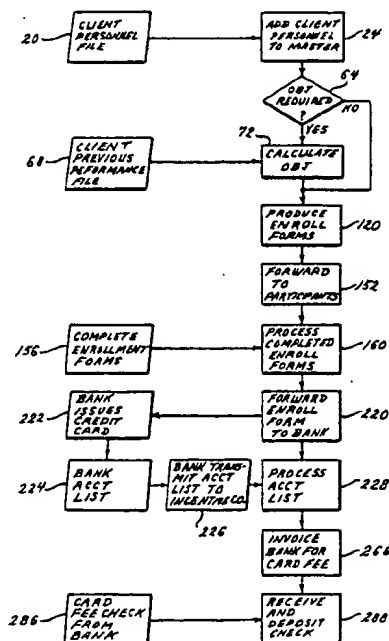 20
CLIENT
PERSONNEL
FILE
ADD CLIENT
PERSONNEL
TO MASTER
24
64
OBJ
REQUIRED
?
NO
YES
68
CLIENT
PREVIOUS
PEFORMANCE
FILE
72
CALCULATE
OBJ
PRODUCE
ENROLL
FORMS
120
FORWARD
TO
PARTICIPANTS
152
156
COMPLETE
ENROLLMENT
FORMS
PROCESS
COMPLETED
ENROLL
FORMS
160
222
BANK
ISSUES
CREDIT
CARD
FORWARD
ENROLL
FORM
TO BANK
220
224
BANK
ACCT
LIST
BANK TRANS-
MIT ACCT
LIST TO
INCENTIVE CO.
226
PROCESS
ACCT
LIST
228
INVOICE
BANK FOR
CARD FEE
266
286
CARD
FEE CHECK
FROM
BANK
RECEIVE
AND
DEPOSIT
CHECK
288